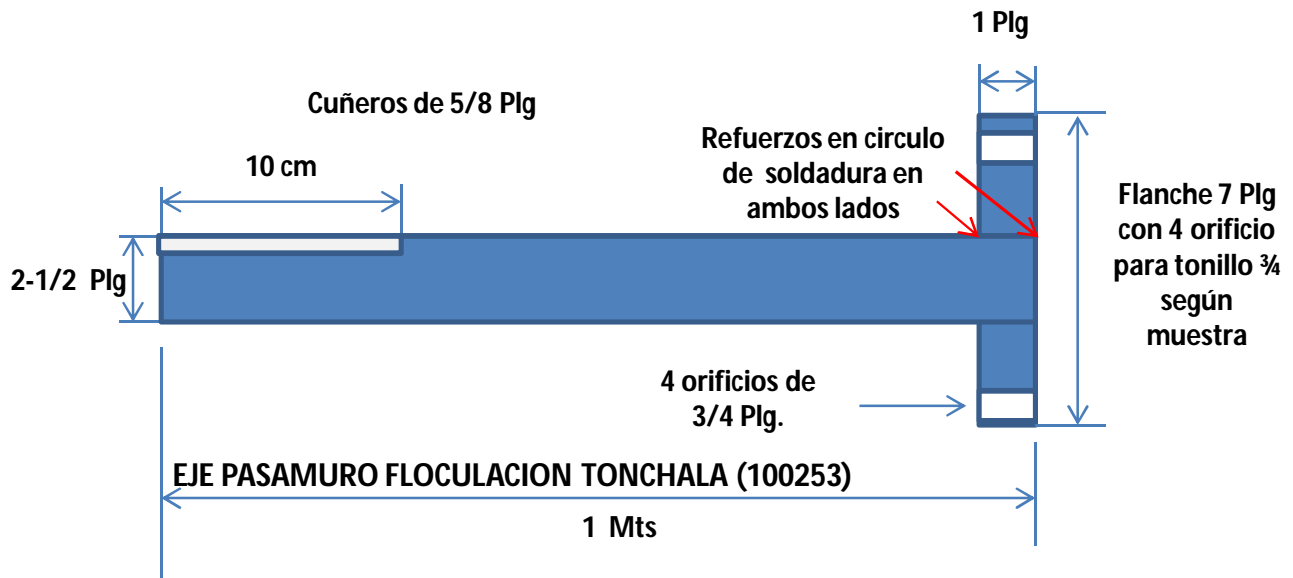 1 Plg
Cuñeros de 5/8 Plg
10 cm
Refuerzos en circulo
de soldadura en
ambos lados
Flanche 7 Plg
con 4 orificio
para tonillo ¾
según
muestra
2-1/2 Plg
4 orificios de
3/4 Plg.
EJE PASAMURO FLOCULACION TONCHALA (100253)
1 Mts